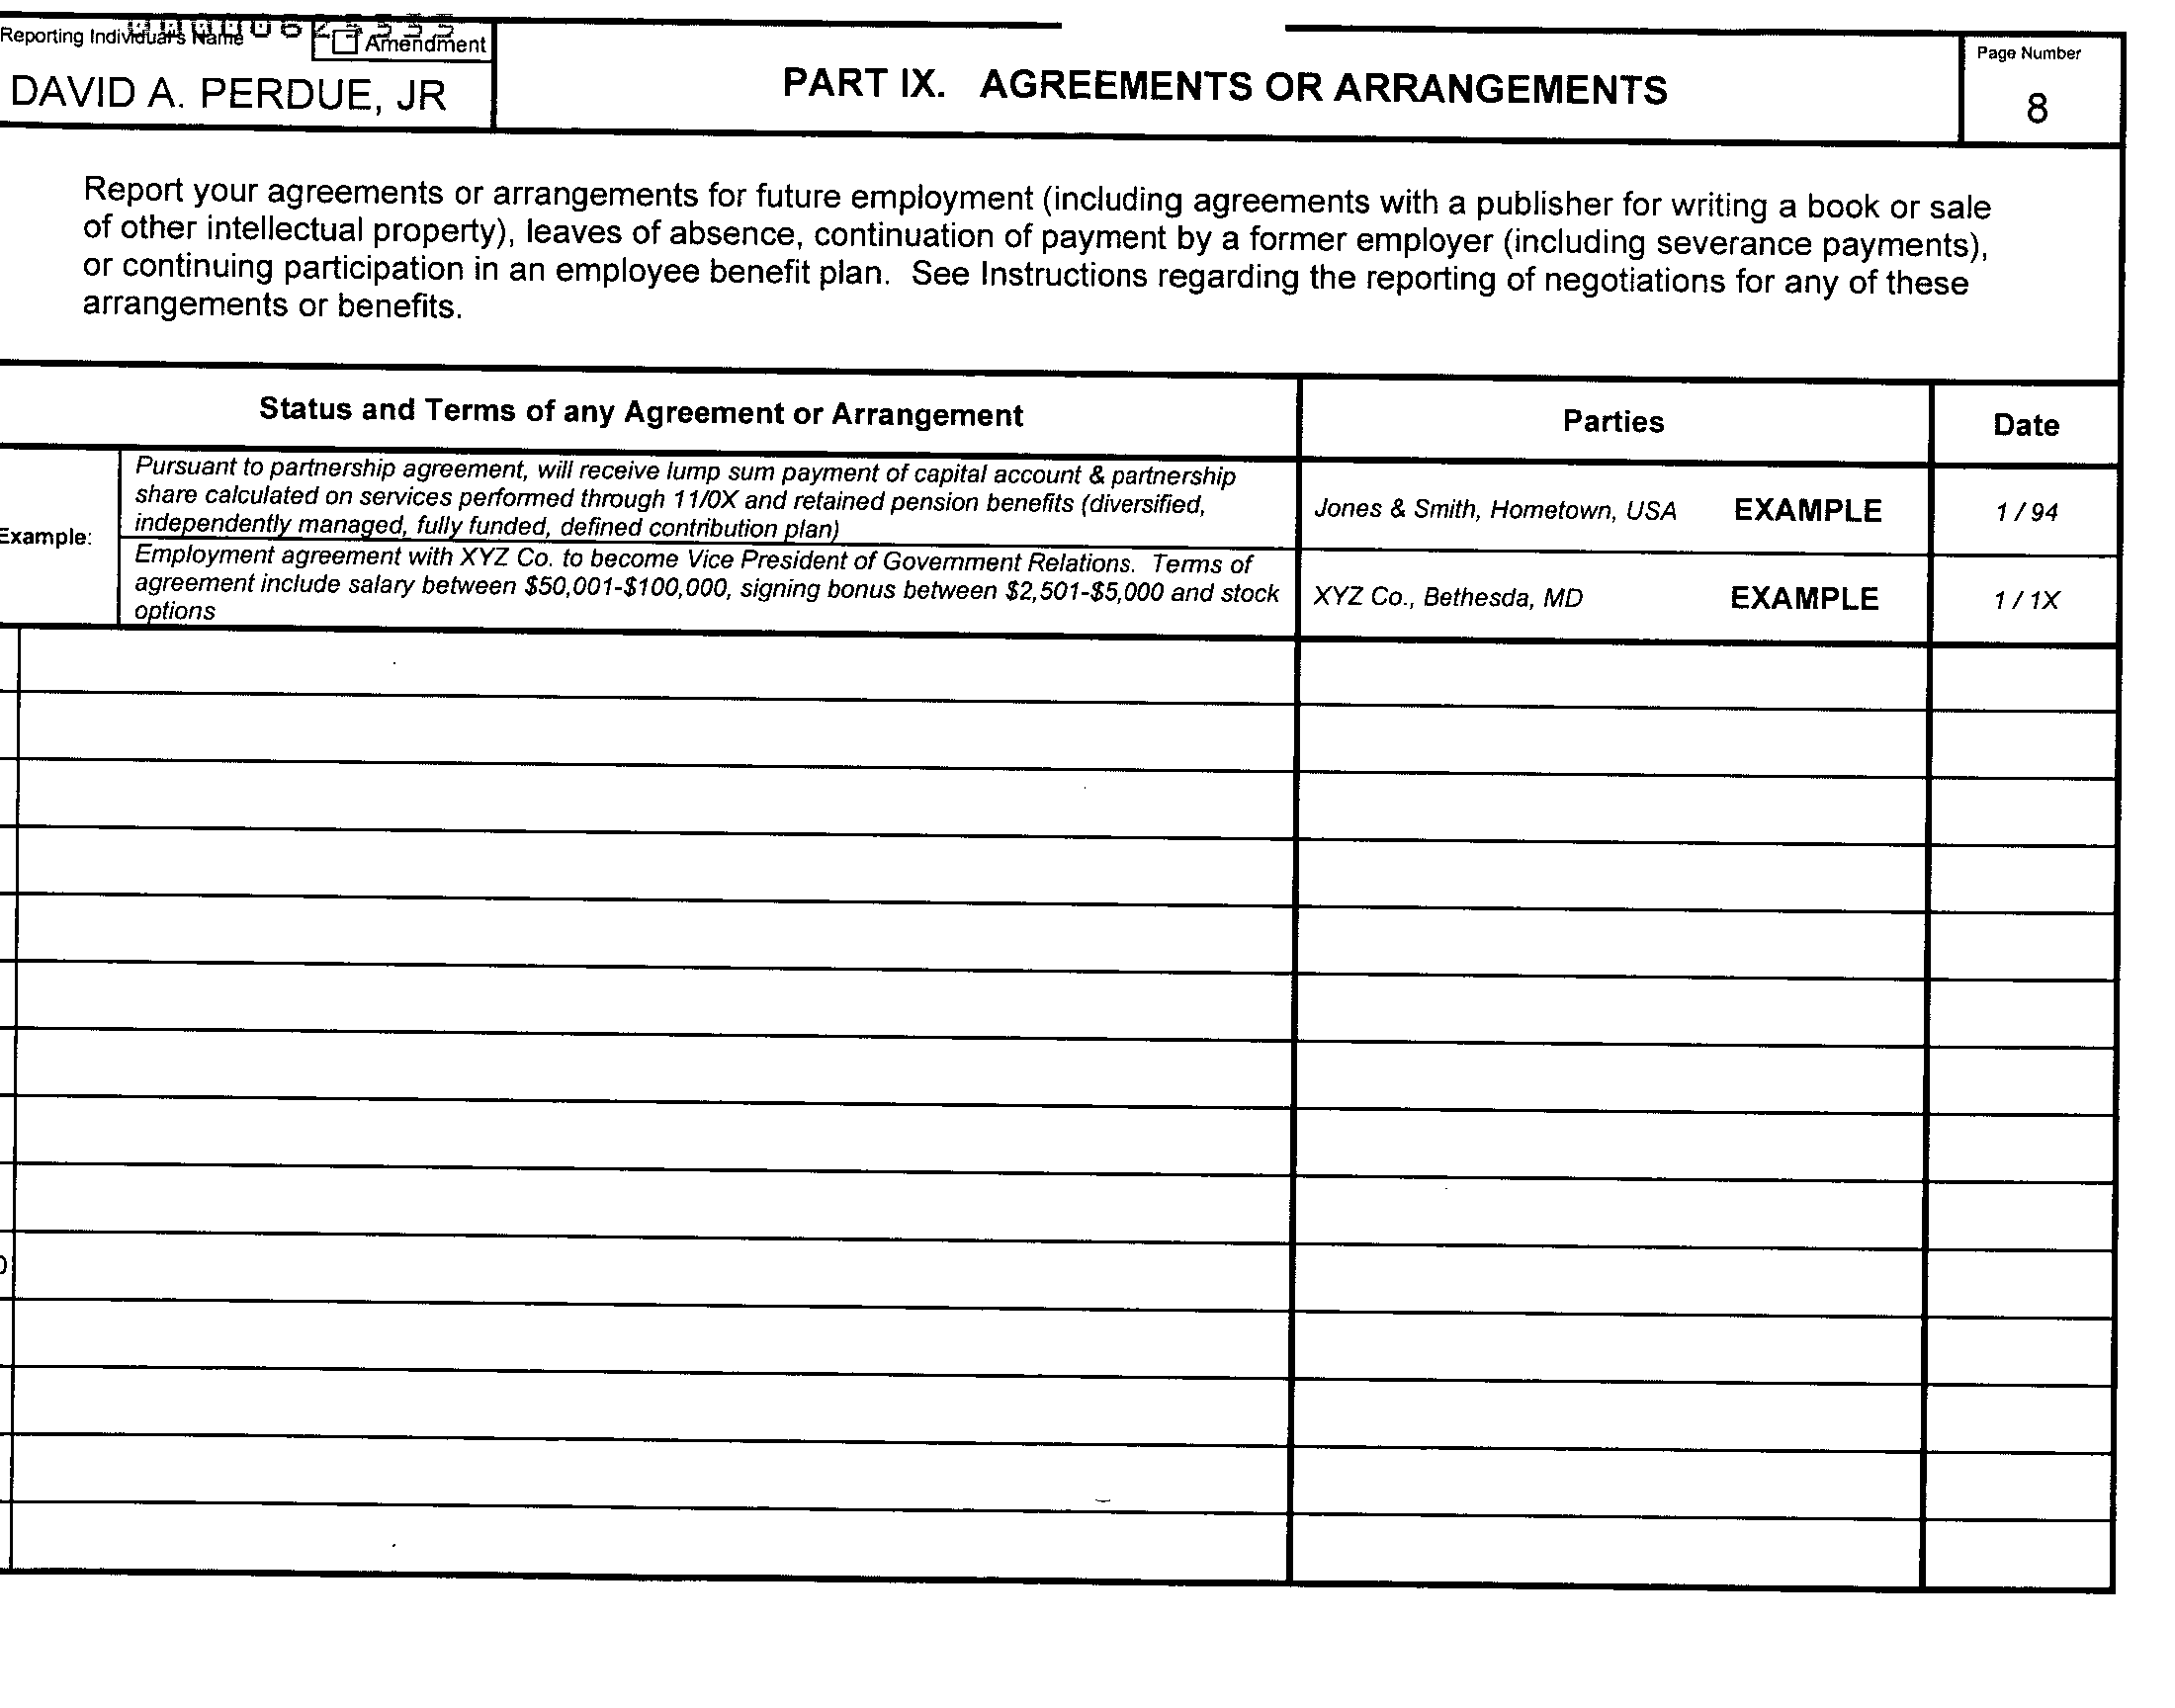 Reporting Individual's Name
Amendment
DAVID A. PERDUE, JR
PART IX. AGREEMENTS OR ARRANGEMENTS
Page Number
8
Report your agreements or arrangements for future employment (including agreements with a publisher for writing a book or sale
of other intellectual property), leaves of absence, continuation of payment by a former employer (including severance payments),
or continuing participation in an employee benefit plan. See Instructions regarding the reporting of negotiations for any of these
arrangements or benefits.
Status and Terms of any Agreement or Arrangement
Parties
Date
Example:
Pursuant to partnership agreement, will receive lump sum payment of capital account & partnership
share calculated on services performed through 11/0X and retained pension benefits (diversified,
independently managed, fully funded, defined contribution plan)
Jones & Smith, Hometown, USA EXAMPLE
1 / 94
Employment agreement with XYZ Co. to become Vice President of Government Relations. Terms of
agreement include salary between $50,001-$100,000, signing bonus between $2,501-$5,000 and stock
options
XYZ Co., Bethesda, MD EXAMPLE
1 / 1X